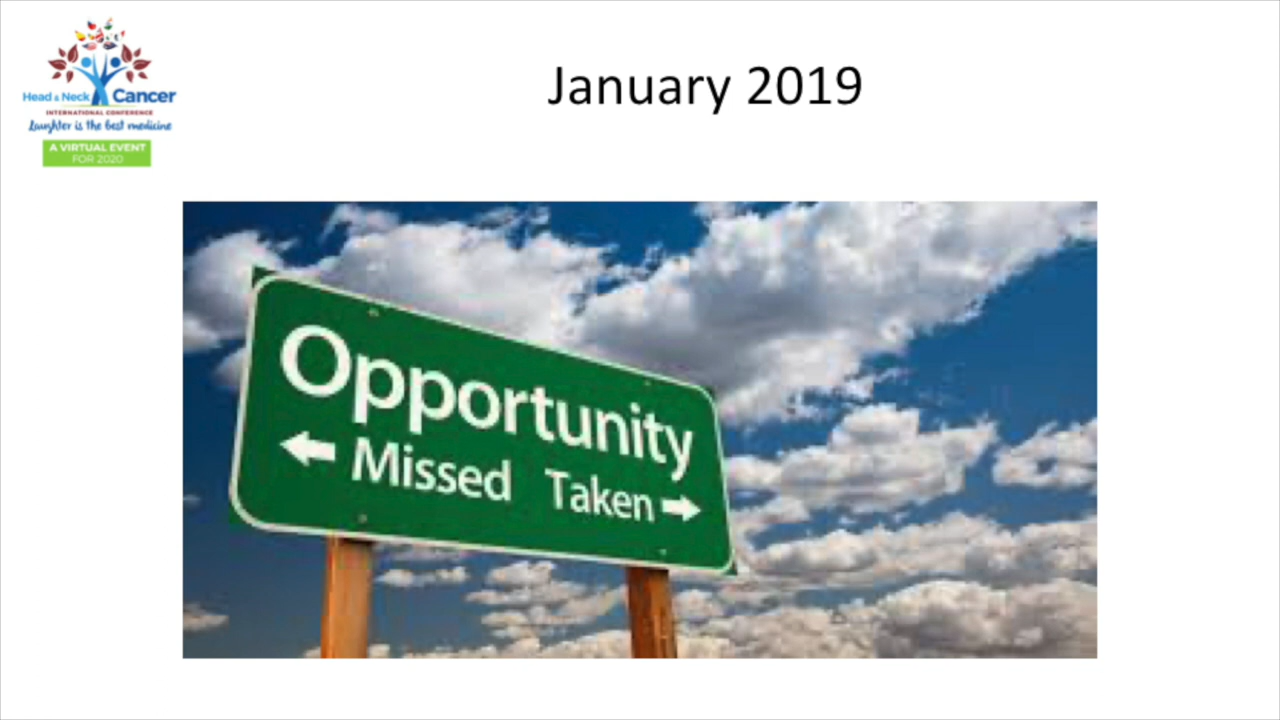 Head & Neck Cancer
INTERNATIONAL CONFERENCE
Laughter is the best medicine
A VIRTUAL EVENT
FOR 2020
January 2019
Opportunity
Missed Taken